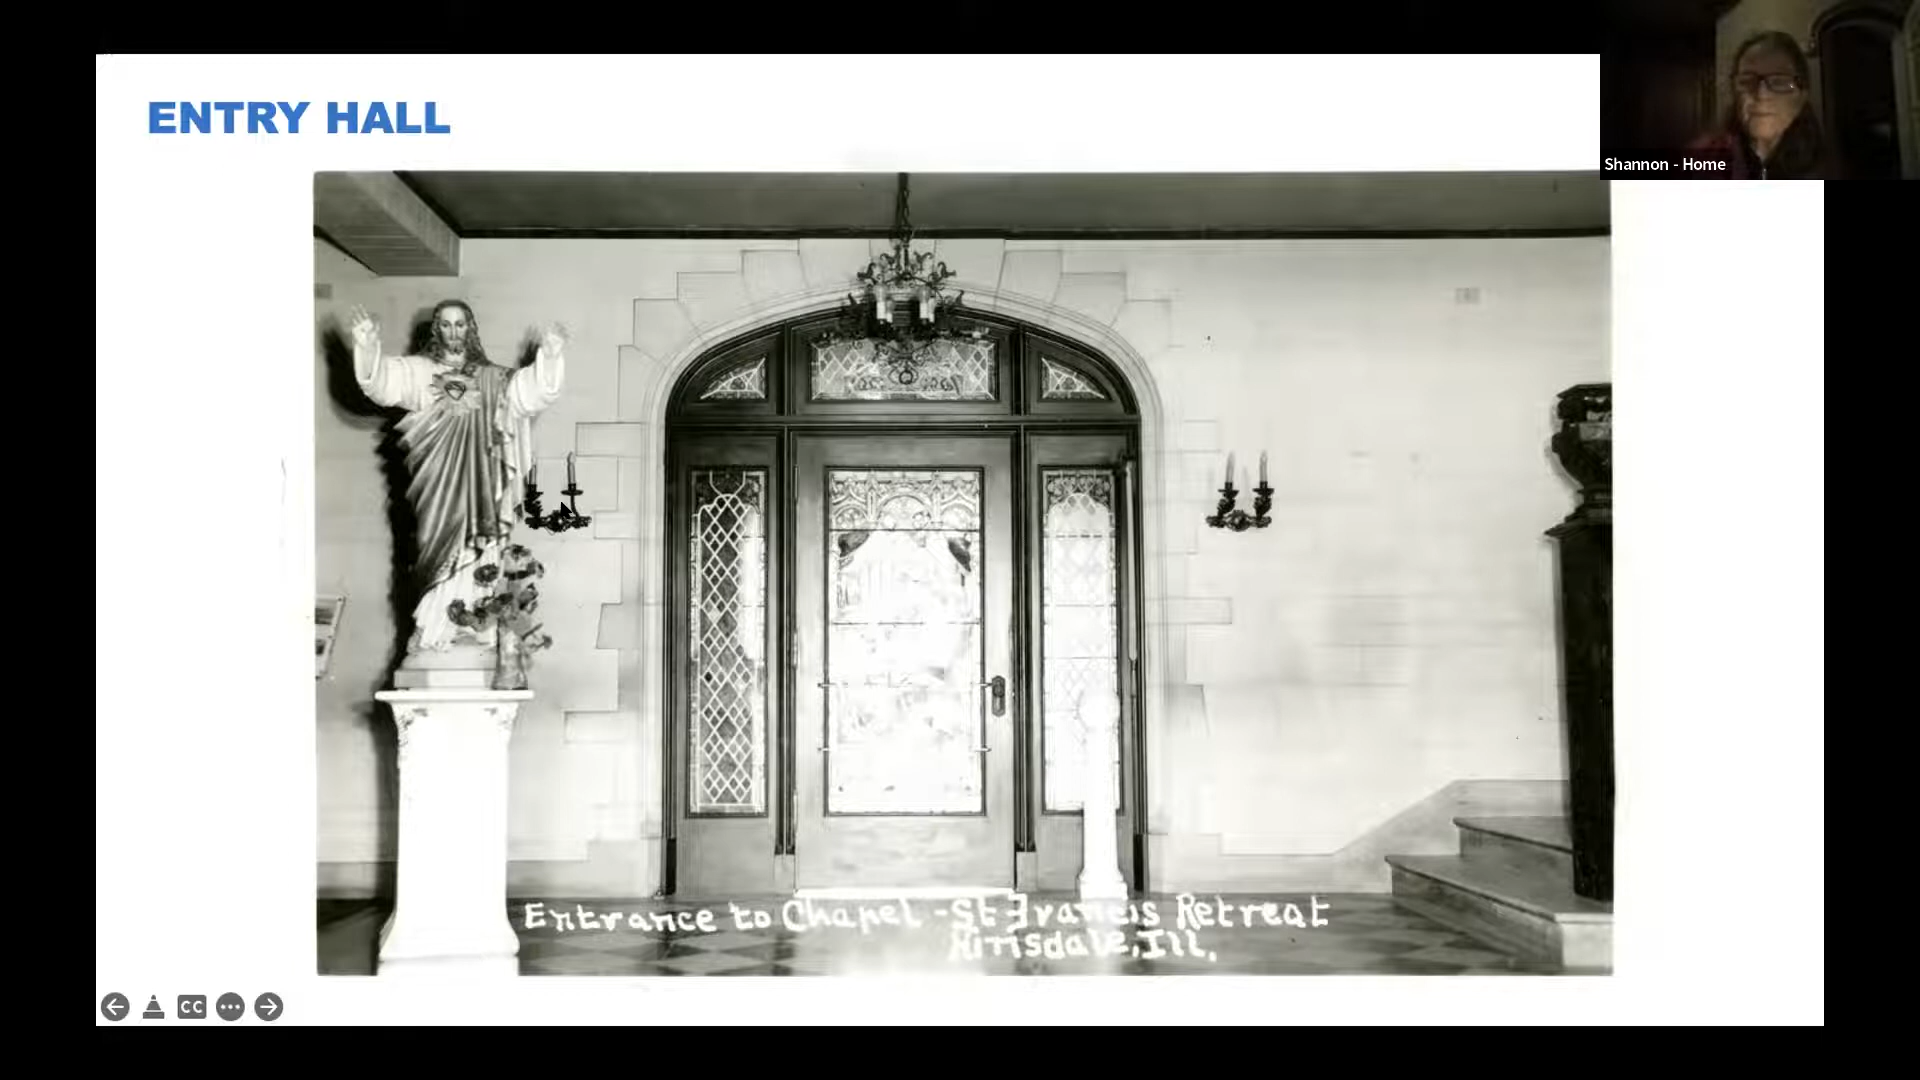 ENTRY HALL
Shannon - Home
Entrance to Chapel - St Francis Retreat
Hinsdale, Ill.
CC